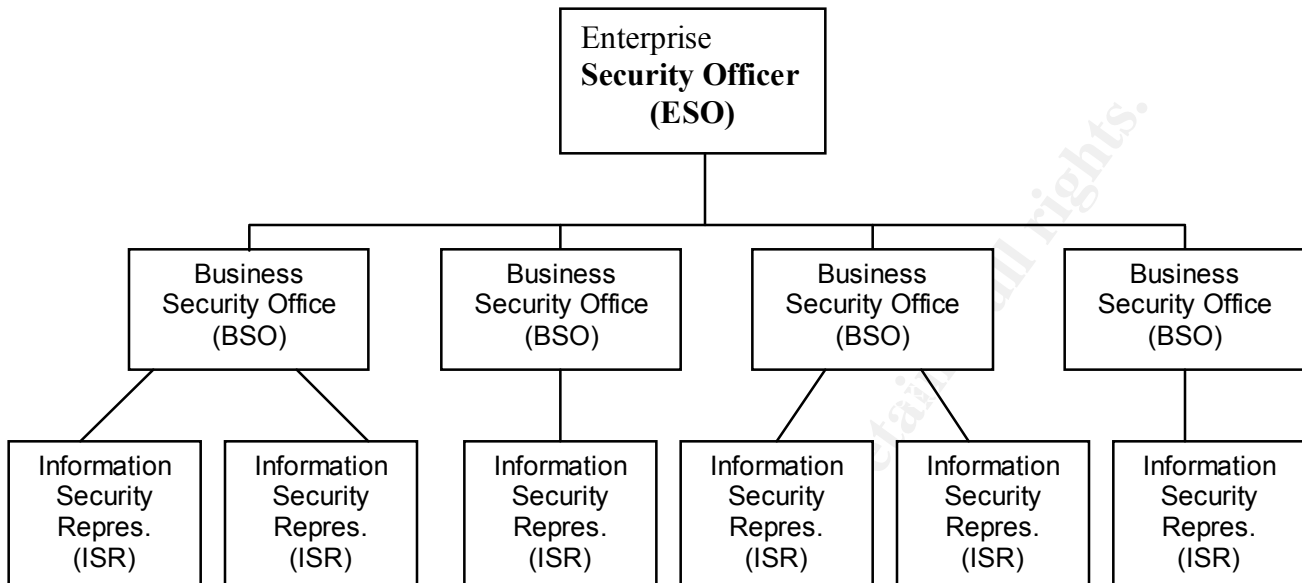 Enterprise
Security Officer
(ESO)
Business
Security Office
(BSO)
Business
Security Office
(BSO)
Business
Security Office
(BSO)
Business
Security Office
(BSO)
Information
Security
Repres.
(ISR)
Information
Security
Repres.
(ISR)
Information
Security
Repres.
(ISR)
Information
Security
Repres.
(ISR)
Information
Security
Repres.
(ISR)
Information
Security
Repres.
(ISR)
rights.